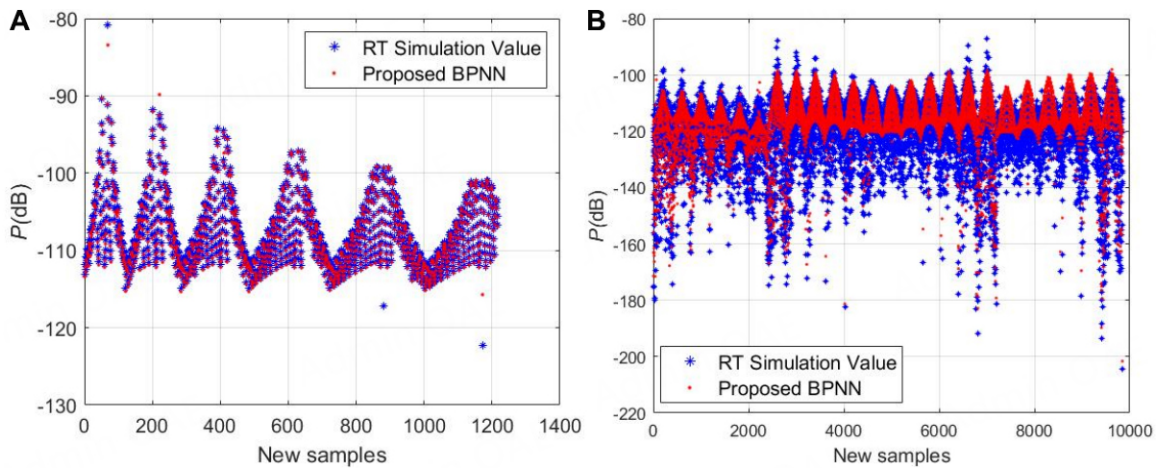 A
-80
-90
-100
-110
-120
-130
P(dB)
0 200 400 600 800 1000 1200 1400
New samples
RT Simulation Value
Proposed BPNN
B
-80
-100
-120
-140
-160
-180
-200
-220
P(dB)
0 2000 4000 6000 8000 10000
New samples
RT Simulation Value
Proposed BPNN